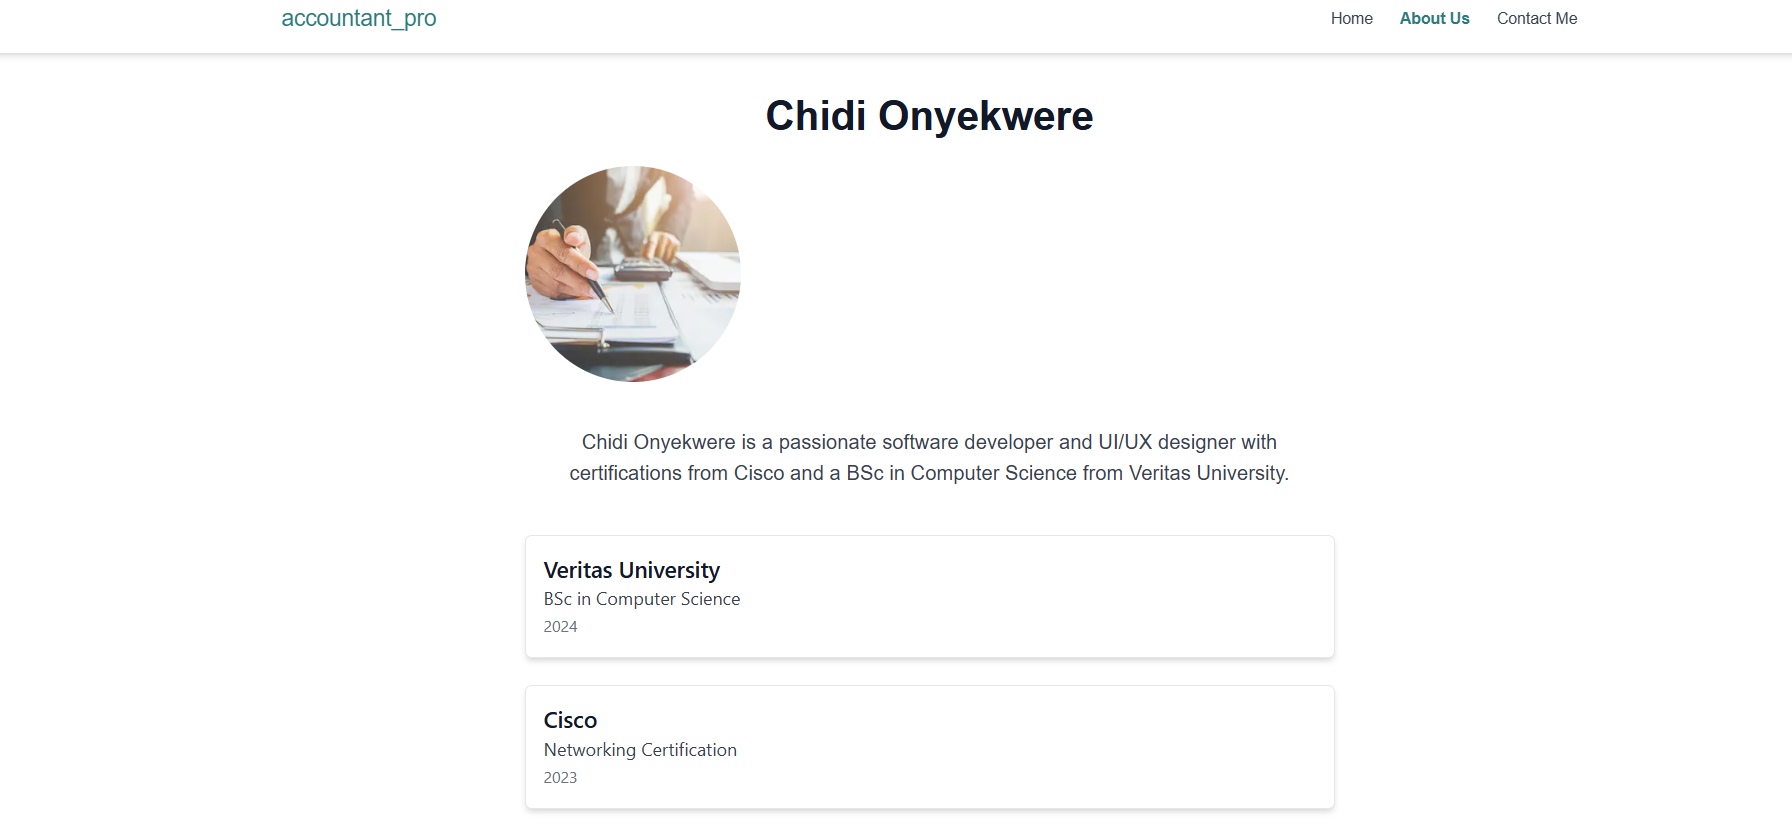 accountant_pro
Home
About Us
Contact Me
Chidi Onyekwere
Chidi Onyekwere is a passionate software developer and UI/UX designer with
certifications from Cisco and a BSc in Computer Science from Veritas University.
Veritas University
BSc in Computer Science
2024
Cisco
Networking Certification
2023